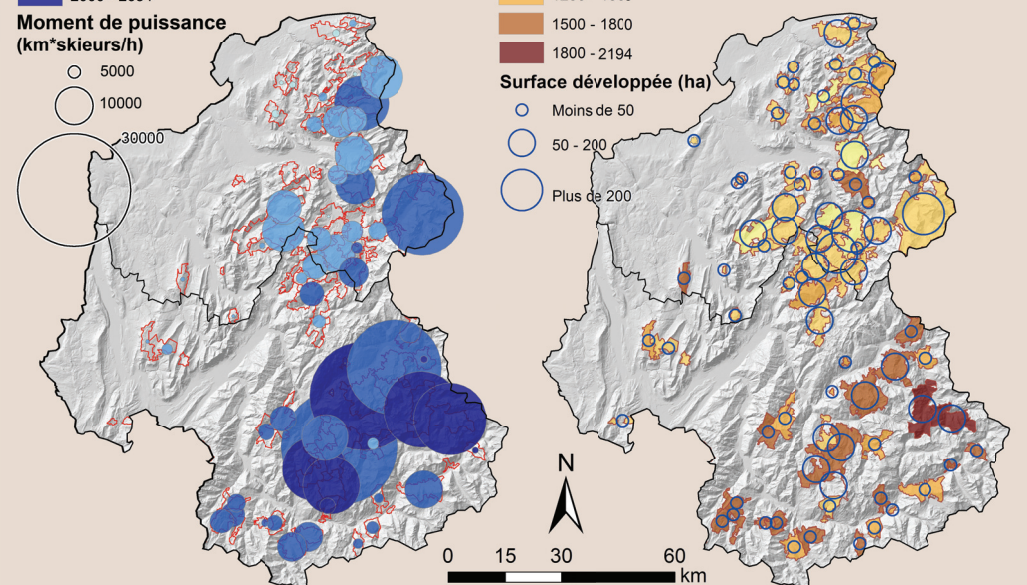 Moment de puissance
(km*skieurs/h)
5000
10000
30000
1500 - 1800
1800 - 2194
Surface développée (ha)
Moins de 50
50 - 200
Plus de 200
N
0 15 30 60
km